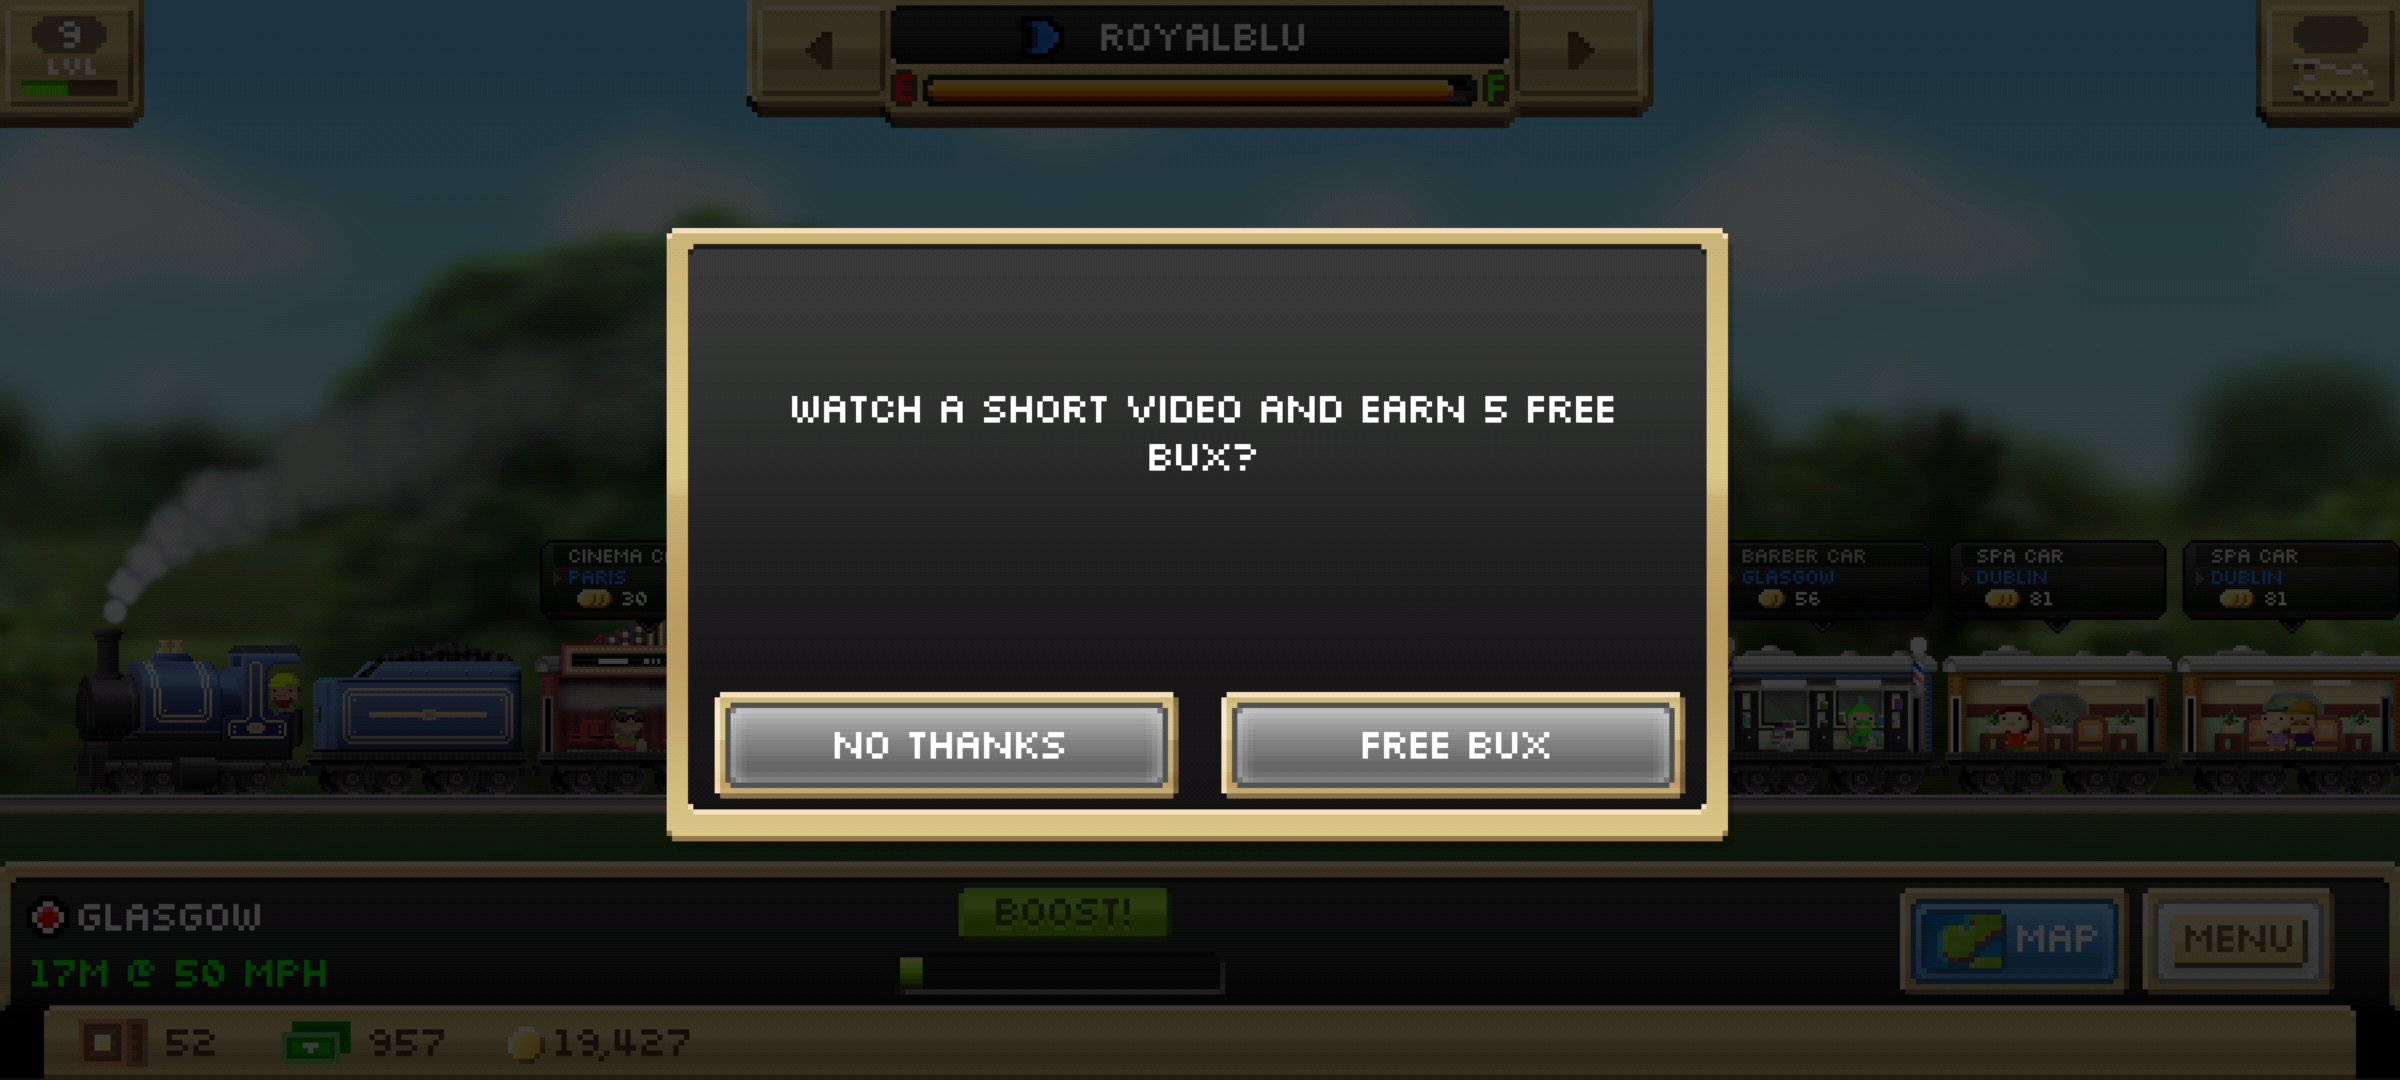 9
LVL
ROYALBLU
E
F
WATCH A SHORT VIDEO AND EARN 5 FREE
BUX?
CINEMA C
PARIS
30
BARBER CAR
GLASGOW
56
SPA CAR
DUBLIN
81
SPA CAR
DUBLIN
81
NO THANKS
FREE BUX
GLASGOW
17M @ 50 MPH
BOOST!
MAP
MENU
52
957
19,427